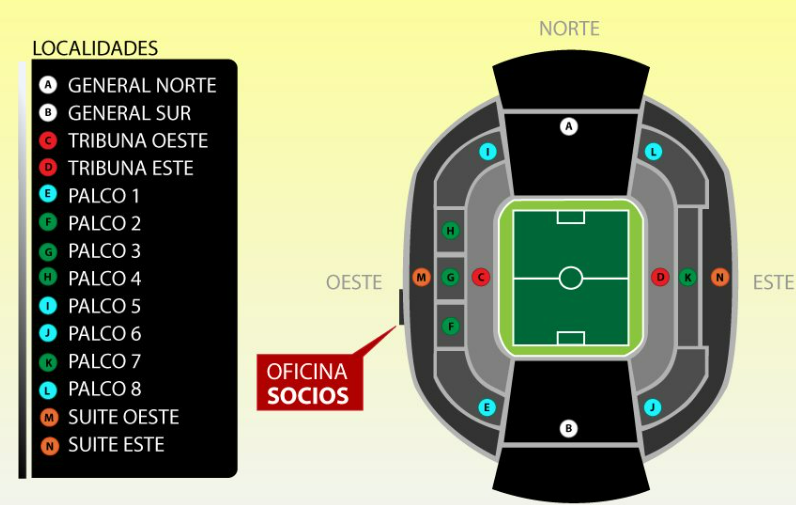 LOCALIDADES
A GENERAL NORTE
B GENERAL SUR
C TRIBUNA OESTE
D TRIBUNA ESTE
E PALCO 1
F PALCO 2
G PALCO 3
H PALCO 4
I PALCO 5
J PALCO 6
K PALCO 7
L PALCO 8
M SUITE OESTE
N SUITE ESTE
NORTE
A
I L
H
OESTE M G C D K N ESTE
F
OFICINA
SOCIOS
E J
B